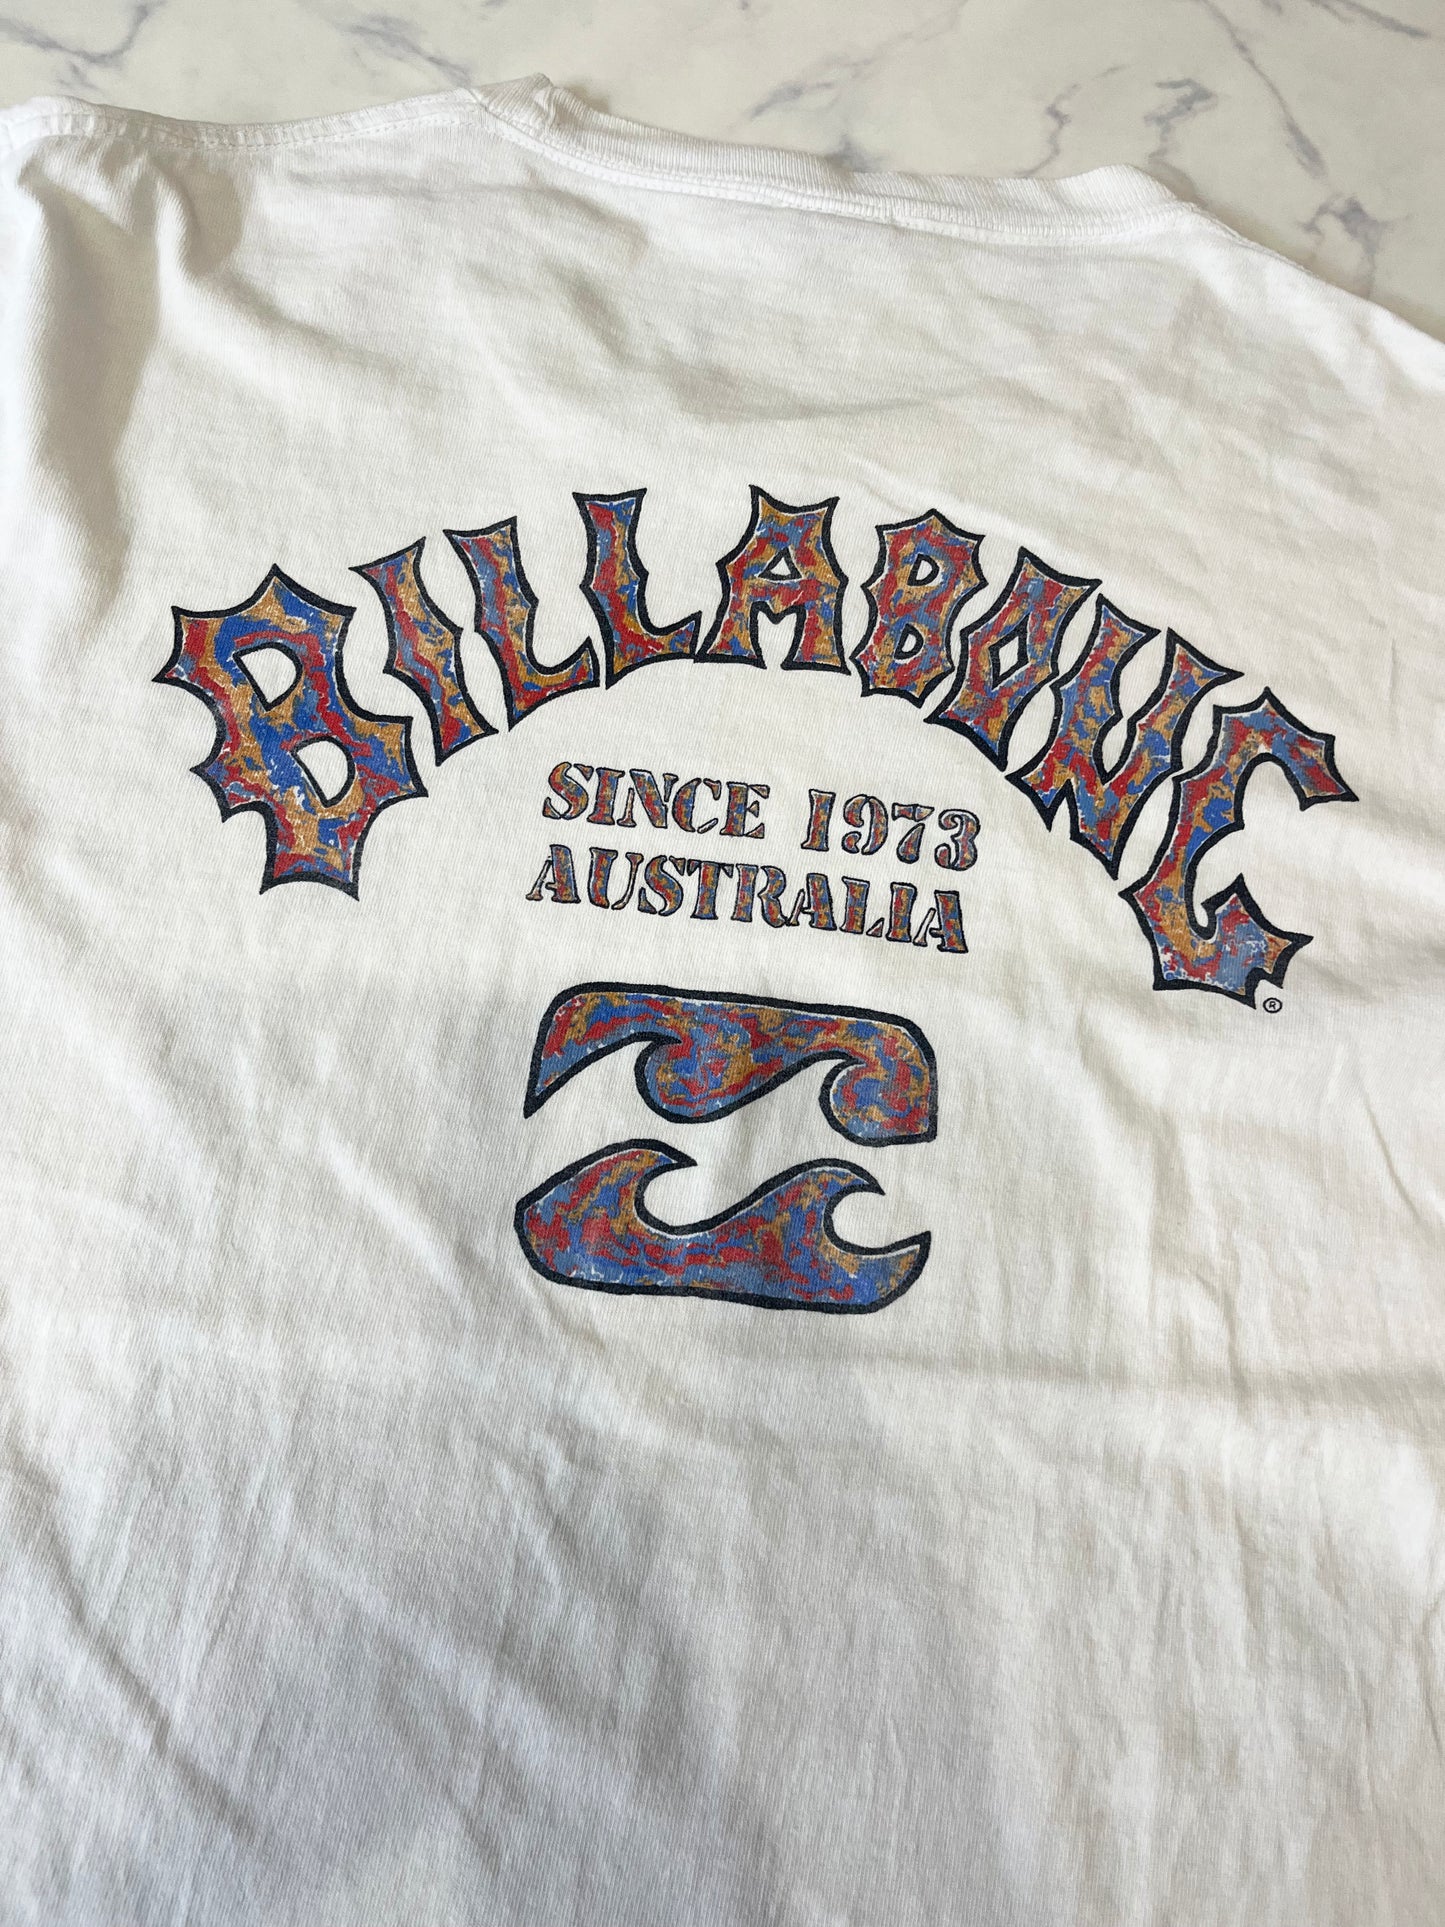 BILLABONG
®
SINCE 1973
AUSTRALIA